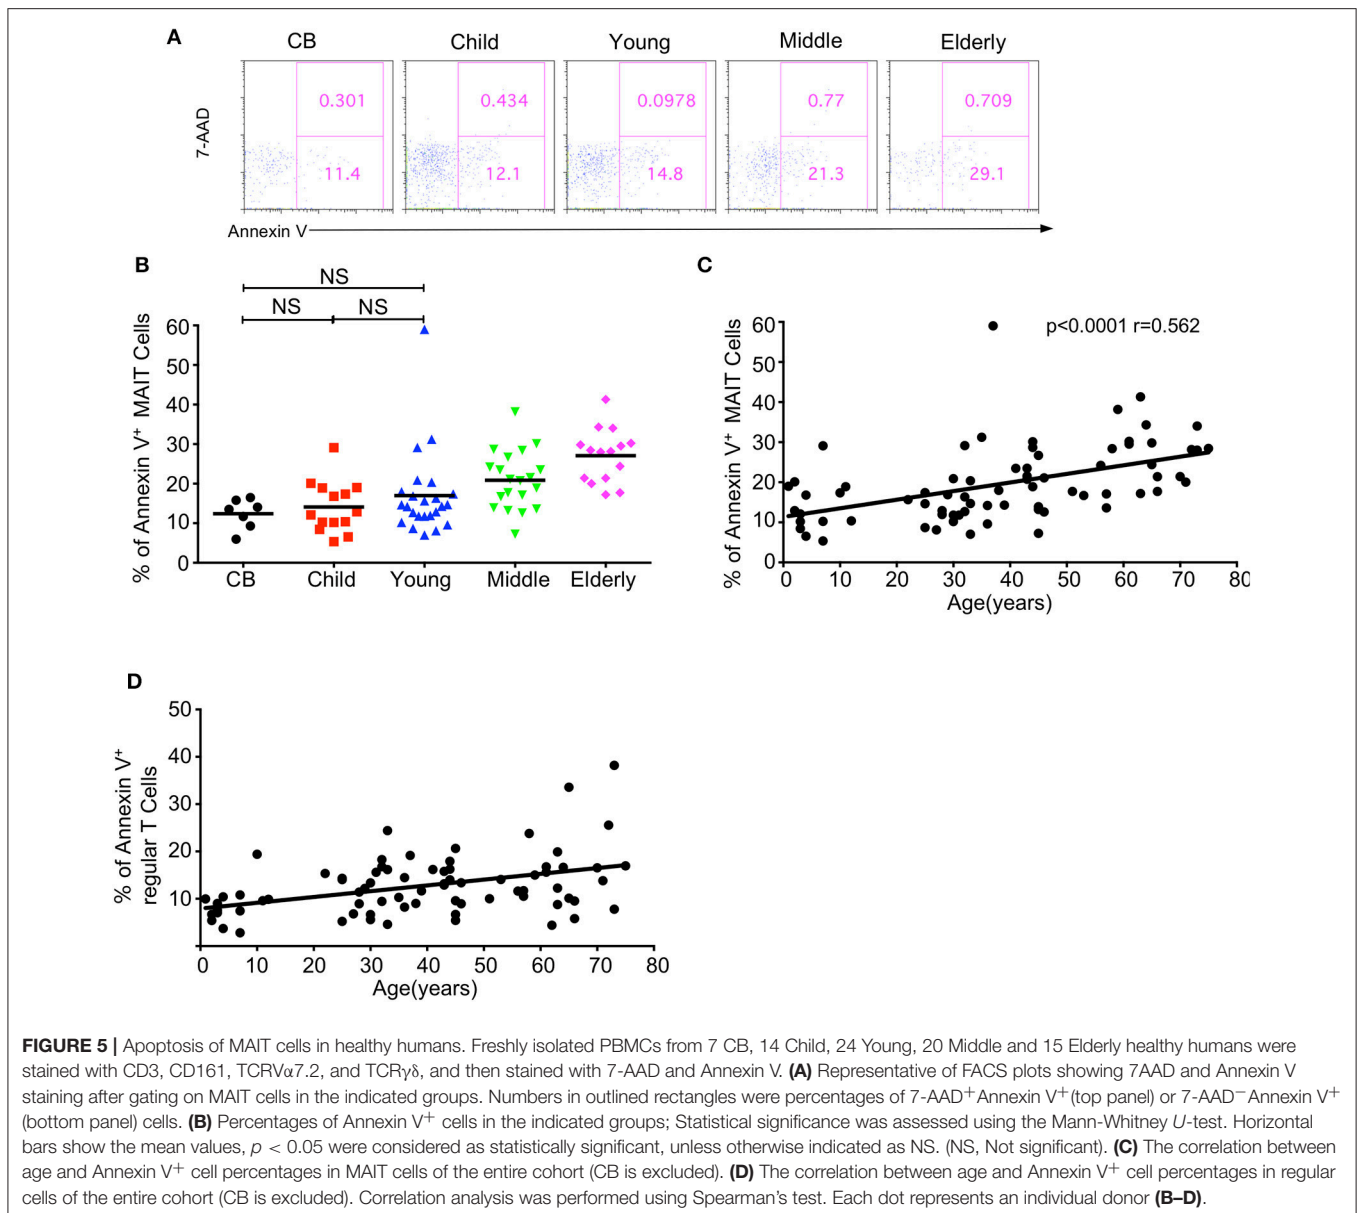 A
CB Child Young Middle Elderly
7-AAD
0.301 0.434 0.0978 0.77 0.709
11.4 12.1 14.8 21.3 29.1
Annexin V
B
NS
NS NS
% of Annexin V⁺ MAIT Cells
60
50
40
30
20
10
0
CB Child Young Middle Elderly
C
% of Annexin V⁺ MAIT Cells
p<0.0001 r=0.562
60
50
40
30
20
10
0
0 10 20 30 40 50 60 70 80
Age(years)
D
% of Annexin V⁺
regular T Cells
50
40
30
20
10
0 10 20 30 40 50 60 70 80
Age(years)
FIGURE 5 | Apoptosis of MAIT cells in healthy humans. Freshly isolated PBMCs from 7 CB, 14 Child, 24 Young, 20 Middle and 15 Elderly healthy humans were
stained with CD3, CD161, TCRVα7.2, and TCRγδ, and then stained with 7-AAD and Annexin V. (A) Representative of FACS plots showing 7AAD and Annexin V
staining after gating on MAIT cells in the indicated groups. Numbers in outlined rectangles were percentages of 7-AAD⁺Annexin V⁺(top panel) or 7-AAD⁻Annexin V⁺
(bottom panel) cells. (B) Percentages of Annexin V⁺ cells in the indicated groups; Statistical significance was assessed using the Mann-Whitney U-test. Horizontal
bars show the mean values, p < 0.05 were considered as statistically significant, unless otherwise indicated as NS. (NS, Not significant). (C) The correlation between
age and Annexin V⁺ cell percentages in MAIT cells of the entire cohort (CB is excluded). (D) The correlation between age and Annexin V⁺ cell percentages in regular
cells of the entire cohort (CB is excluded). Correlation analysis was performed using Spearman's test. Each dot represents an individual donor (B–D).